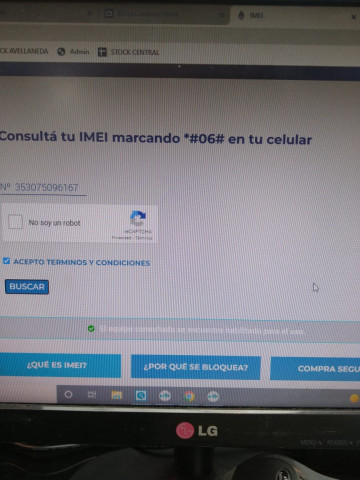 IMEI
CK AVELLANEDA
Admin
STOCK CENTRAL
Consultá tu IMEI marcando *#06# en tu celular
Nº 353075096167
No soy un robot
reCAPTCHA
Privacidad - Términos
ACEPTO TERMINOS Y CONDICIONES
BUSCAR
El equipo consultado se encuentra habilitado para el uso.
¿QUÉ ES IMEI?
¿POR QUÉ SE BLOQUEA?
COMPRA SEGU
LG